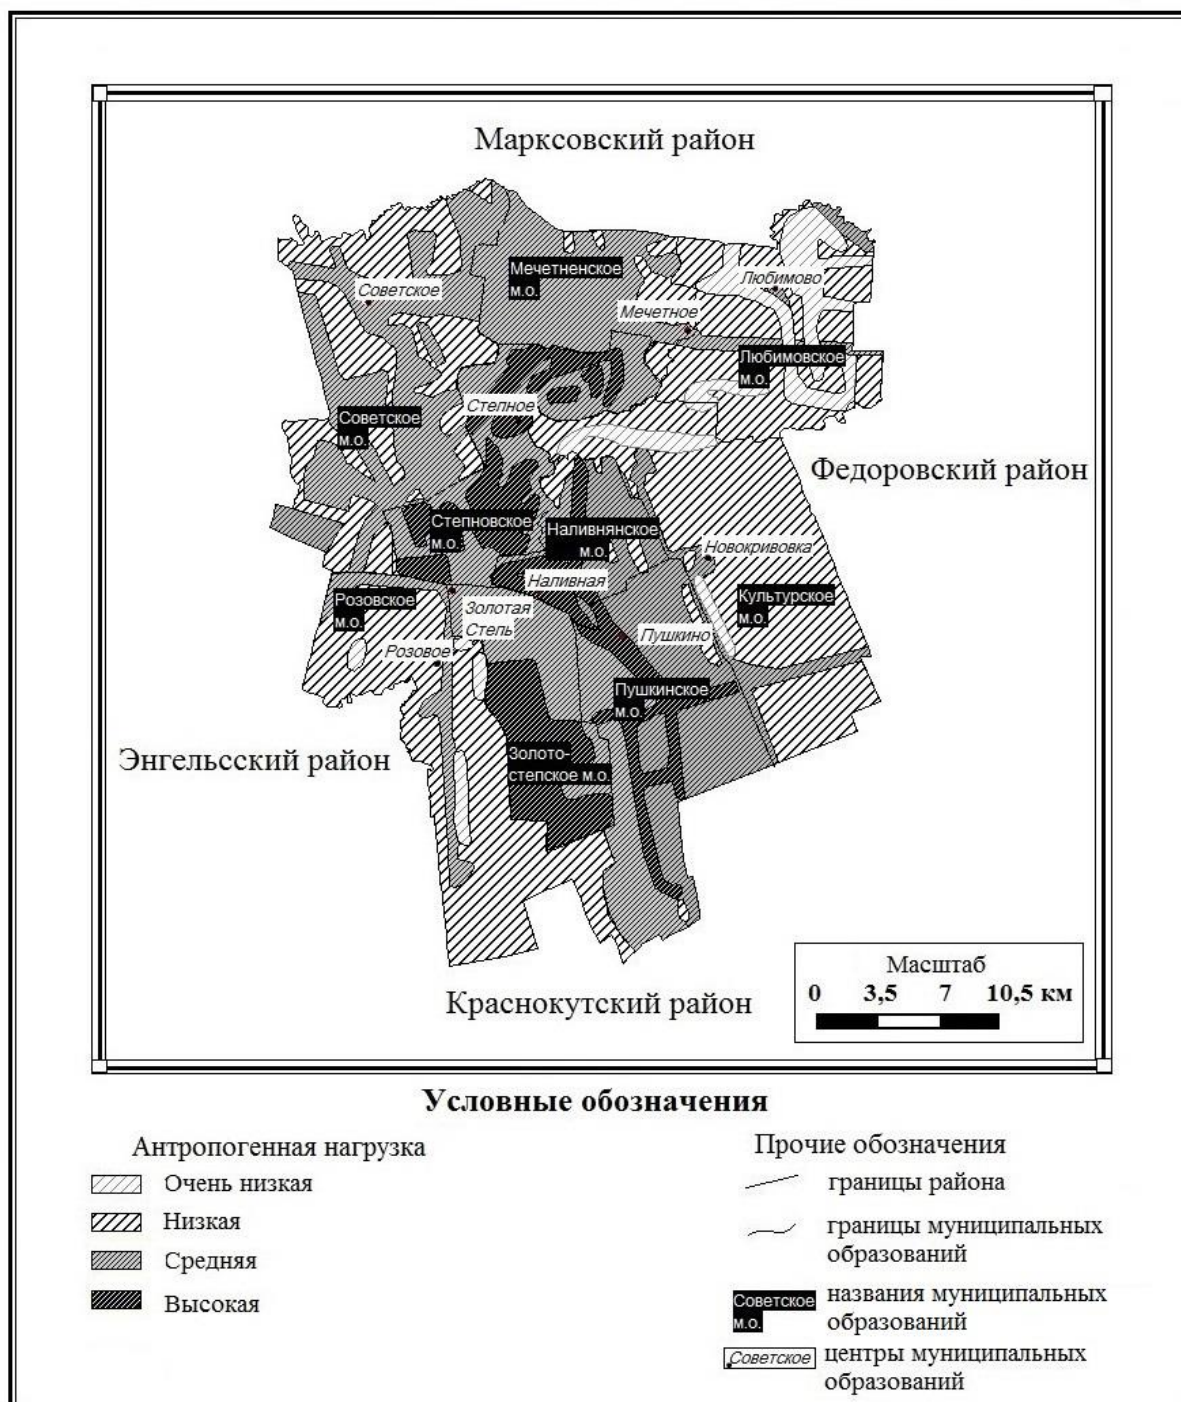 Марксовский район
Мечетненское
м.о.
Советское
Любимово
Мечетное
Любимовское
м.о.
Степное
Советское
м.о.
Федоровский район
Степновское
м.о.
Наливнянское
м.о.
Новокривовка
Наливная
Розовское
м.о.
Золотая
Степь
Культурское
м.о.
Розовое
Пушкино
Пушкинское
м.о.
Энгельсский район
Золото-
степское м.о.
Краснокутский район
Масштаб
0 3,5 7 10,5 км
Условные обозначения
Антропогенная нагрузка
Очень низкая
Низкая
Средняя
Высокая
Прочие обозначения
границы района
границы муниципальных
образований
Советское
м.о.
названия муниципальных
образований
Советское
центры муниципальных
образований